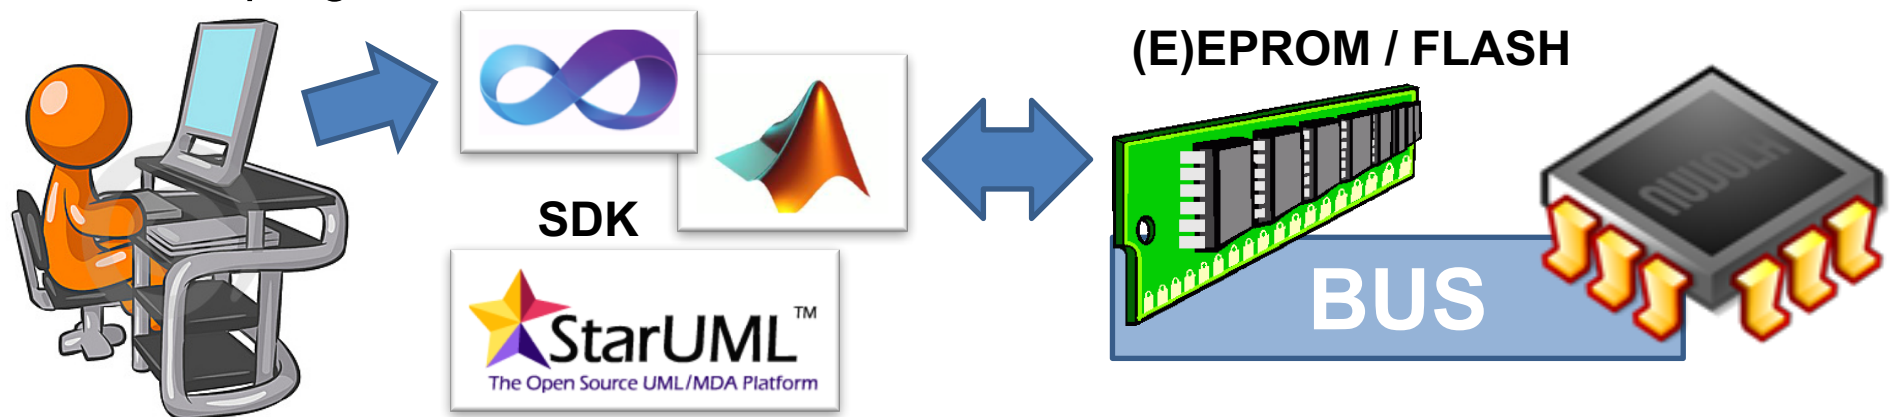 (E)EPROM / FLASH
SDK
StarUML™
The Open Source UML/MDA Platform
BUS